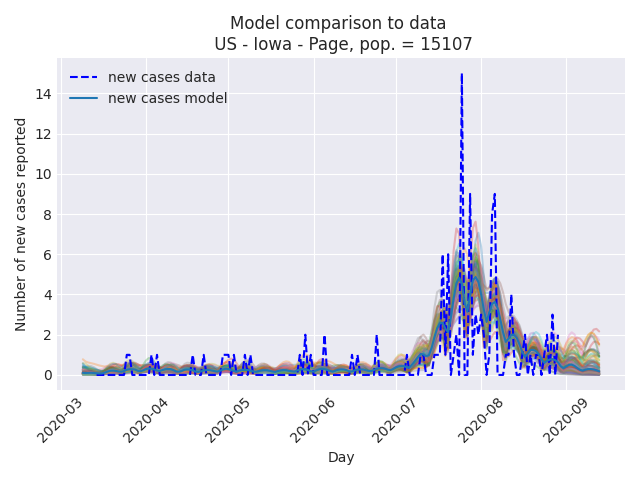 Model comparison to data
US - Iowa - Page, pop. = 15107
new cases data
new cases model
Number of new cases reported
14
12
10
8
6
4
2
0
2020-03
2020-04
2020-05
2020-06
2020-07
2020-08
2020-09
Day